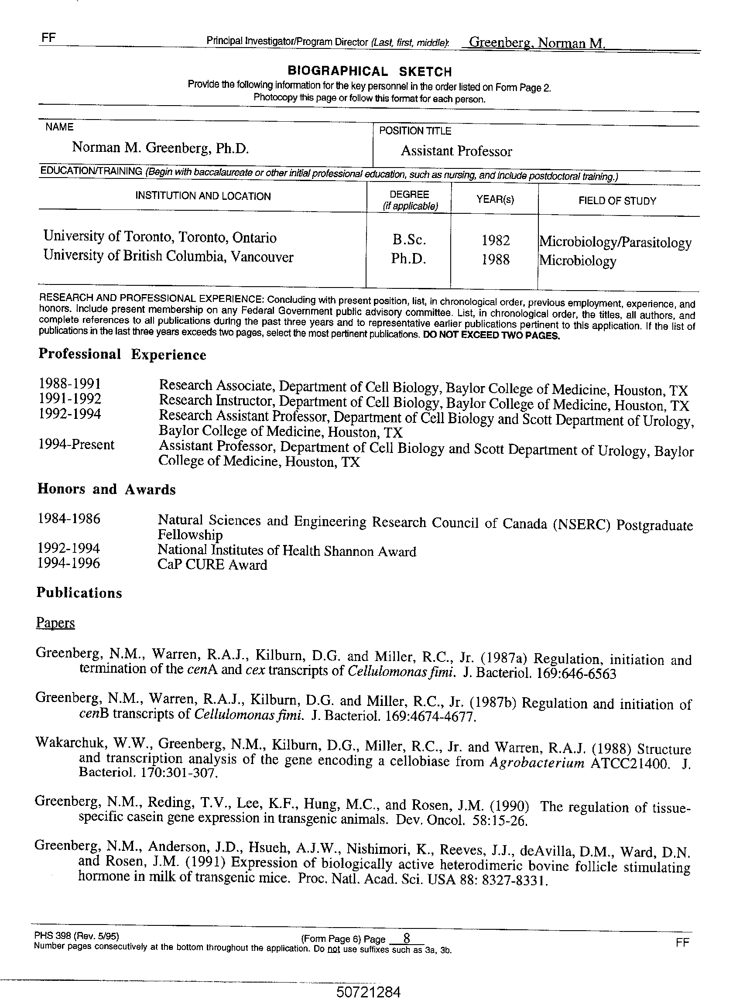 FF
Principal Investigator/Program Director (Last, first, middle): Greenberg, Norman M.
BIOGRAPHICAL SKETCH
Provide the following information for the key personnel in the order listed on Form Page 2.
Photocopy this page or follow this format for each person.
NAME
POSITION TITLE
Norman M. Greenberg, Ph.D.
Assistant Professor
EDUCATION/TRAINING (Begin with baccalaureate or other initial professional education, such as nursing, and include postdoctoral training.)
INSTITUTION AND LOCATION
DEGREE
(if applicable)
YEAR(s)
FIELD OF STUDY
University of Toronto, Toronto, Ontario B.Sc. 1982 Microbiology/Parasitology
University of British Columbia, Vancouver Ph.D. 1988 Microbiology
RESEARCH AND PROFESSIONAL EXPERIENCE: Concluding with present position, list, in chronological order, previous employment, experience, and
honors. Include present membership on any Federal Government public advisory committee. List, in chronological order, the titles, all authors, and
complete references to all publications during the past three years and to representative earlier publications pertinent to this application. If the list of
publications in the last three years exceeds two pages, select the most pertinent publications. DO NOT EXCEED TWO PAGES.
Professional Experience
1988-1991 Research Associate, Department of Cell Biology, Baylor College of Medicine, Houston, TX
1991-1992 Research Instructor, Department of Cell Biology, Baylor College of Medicine, Houston, TX
1992-1994 Research Assistant Professor, Department of Cell Biology and Scott Department of Urology,
Baylor College of Medicine, Houston, TX
1994-Present Assistant Professor, Department of Cell Biology and Scott Department of Urology, Baylor
College of Medicine, Houston, TX
Honors and Awards
1984-1986 Natural Sciences and Engineering Research Council of Canada (NSERC) Postgraduate
Fellowship
1992-1994 National Institutes of Health Shannon Award
1994-1996 CaP CURE Award
Publications
Papers
Greenberg, N.M., Warren, R.A.J., Kilburn, D.G. and Miller, R.C., Jr. (1987a) Regulation, initiation and
termination of the cenA and cex transcripts of Cellulomonas fimi. J. Bacteriol. 169:646-6563
Greenberg, N.M., Warren, R.A.J., Kilburn, D.G. and Miller, R.C., Jr. (1987b) Regulation and initiation of
cenB transcripts of Cellulomonas fimi. J. Bacteriol. 169:4674-4677.
Wakarchuk, W.W., Greenberg, N.M., Kilburn, D.G., Miller, R.C., Jr. and Warren, R.A.J. (1988) Structure
and transcription analysis of the gene encoding a cellobiase from Agrobacterium ATCC21400. J.
Bacteriol. 170:301-307.
Greenberg, N.M., Reding, T.V., Lee, K.F., Hung, M.C., and Rosen, J.M. (1990) The regulation of tissue-
specific casein gene expression in transgenic animals. Dev. Oncol. 58:15-26.
Greenberg, N.M., Anderson, J.D., Hsueh, A.J.W., Nishimori, K., Reeves, J.J., deAvilla, D.M., Ward, D.N.
and Rosen, J.M. (1991) Expression of biologically active heterodimeric bovine follicle stimulating
hormone in milk of transgenic mice. Proc. Natl. Acad. Sci. USA 88: 8327-8331.
PHS 398 (Rev. 5/95)
(Form Page 6) Page 8
FF
Number pages consecutively at the bottom throughout the application. Do not use suffixes such as 3a, 3b.
50721284